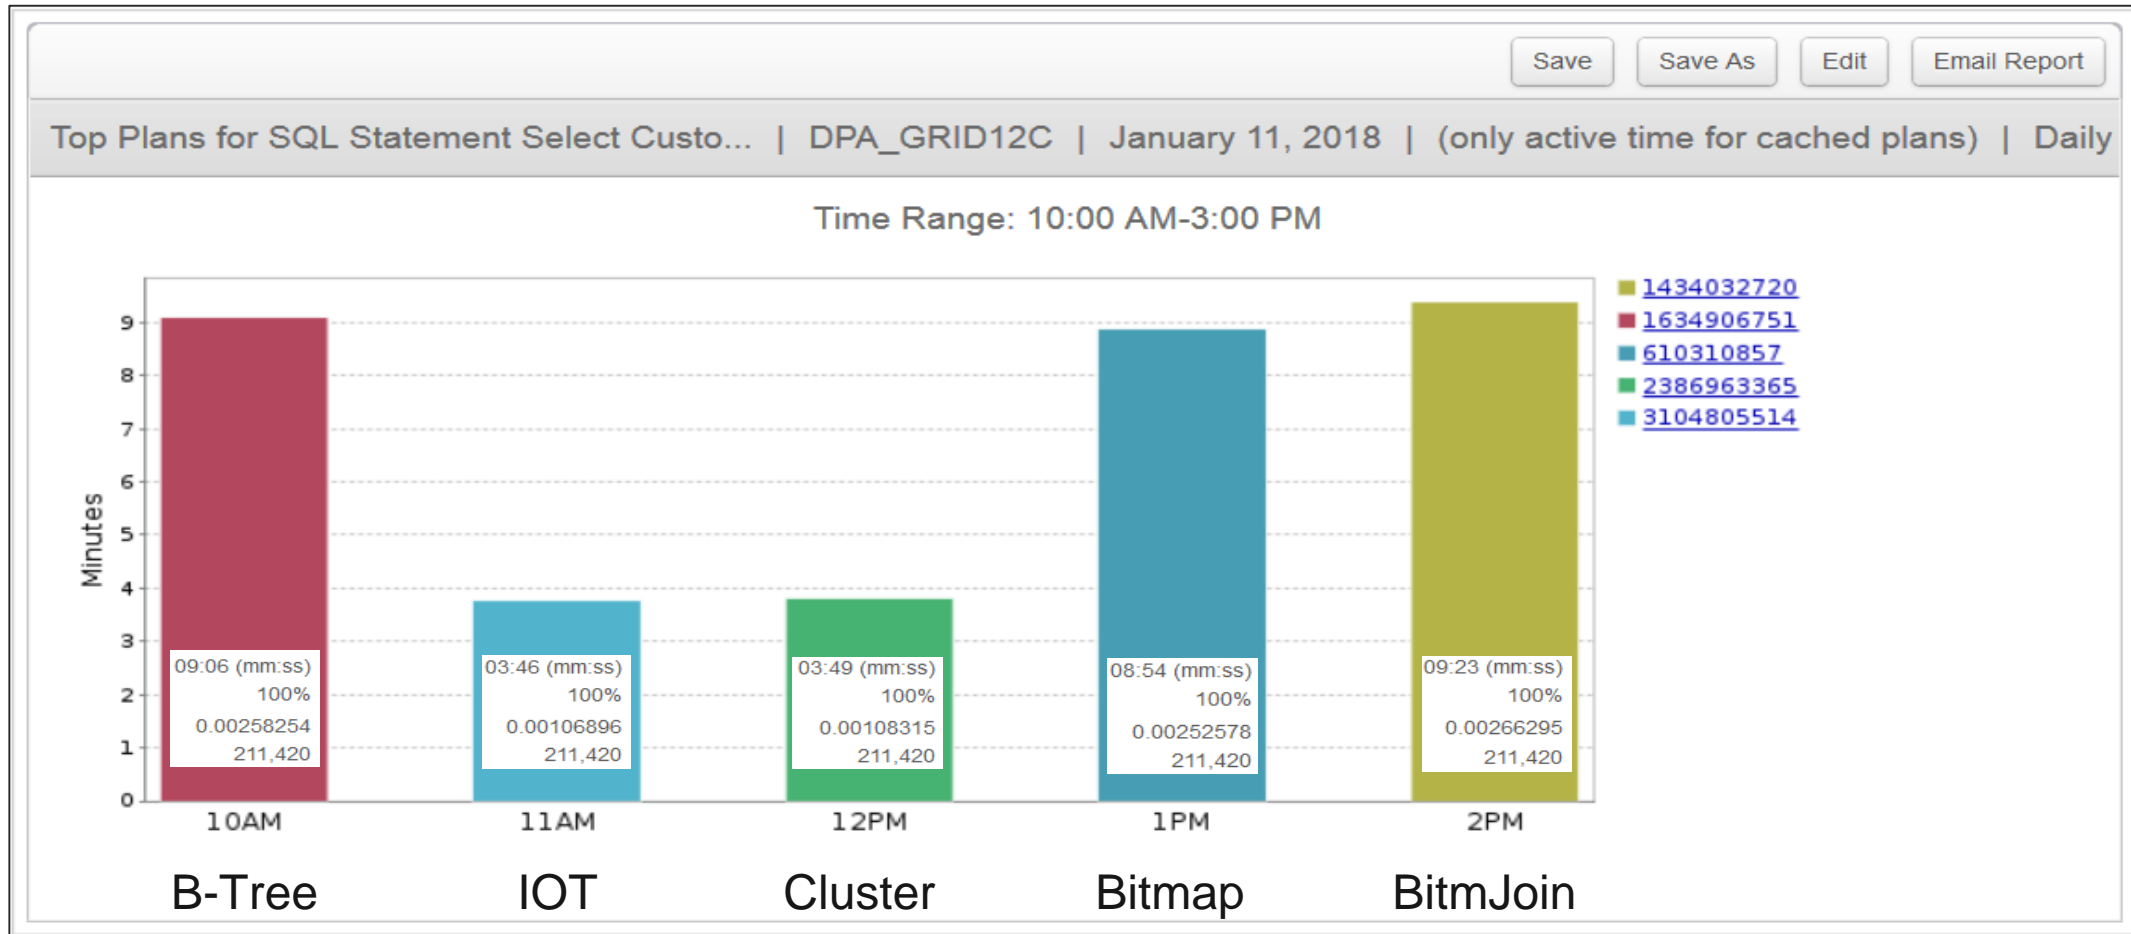 Save Save As Edit Email Report
Top Plans for SQL Statement Select Custo... | DPA_GRID12C | January 11, 2018 | (only active time for cached plans) | Daily
Time Range: 10:00 AM-3:00 PM
Minutes
9
8
7
6
5
4
3
2
1
0
09:06 (mm:ss)
100%
0.00258254
211,420
03:46 (mm:ss)
100%
0.00106896
211,420
03:49 (mm:ss)
100%
0.00108315
211,420
08:54 (mm:ss)
100%
0.00252578
211,420
09:23 (mm:ss)
100%
0.00266295
211,420
10AM 11AM 12PM 1PM 2PM
B-Tree IOT Cluster Bitmap BitmJoin
1434032720
1634906751
610310857
2386963365
3104805514